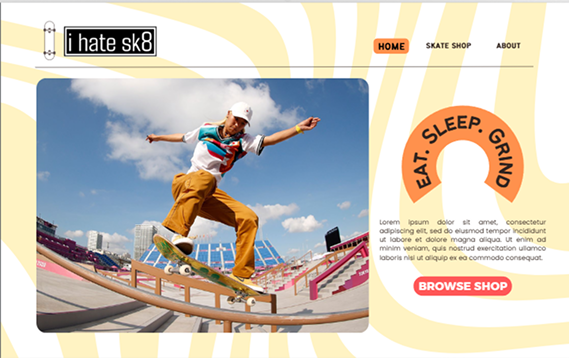 i hate sk8
HOME SKATE SHOP ABOUT
EAT. SLEEP. GRIND
Lorem ipsum dolor sit amet, consectetur
adipiscing elit, sed do eiusmod tempor incididunt
ut labore et dolore magna aliqua. Ut enim ad
minim veniam, quis nostrud exercitation ullamco
laboris nisi ut aliquip ex ea commodo consequat.
BROWSE SHOP